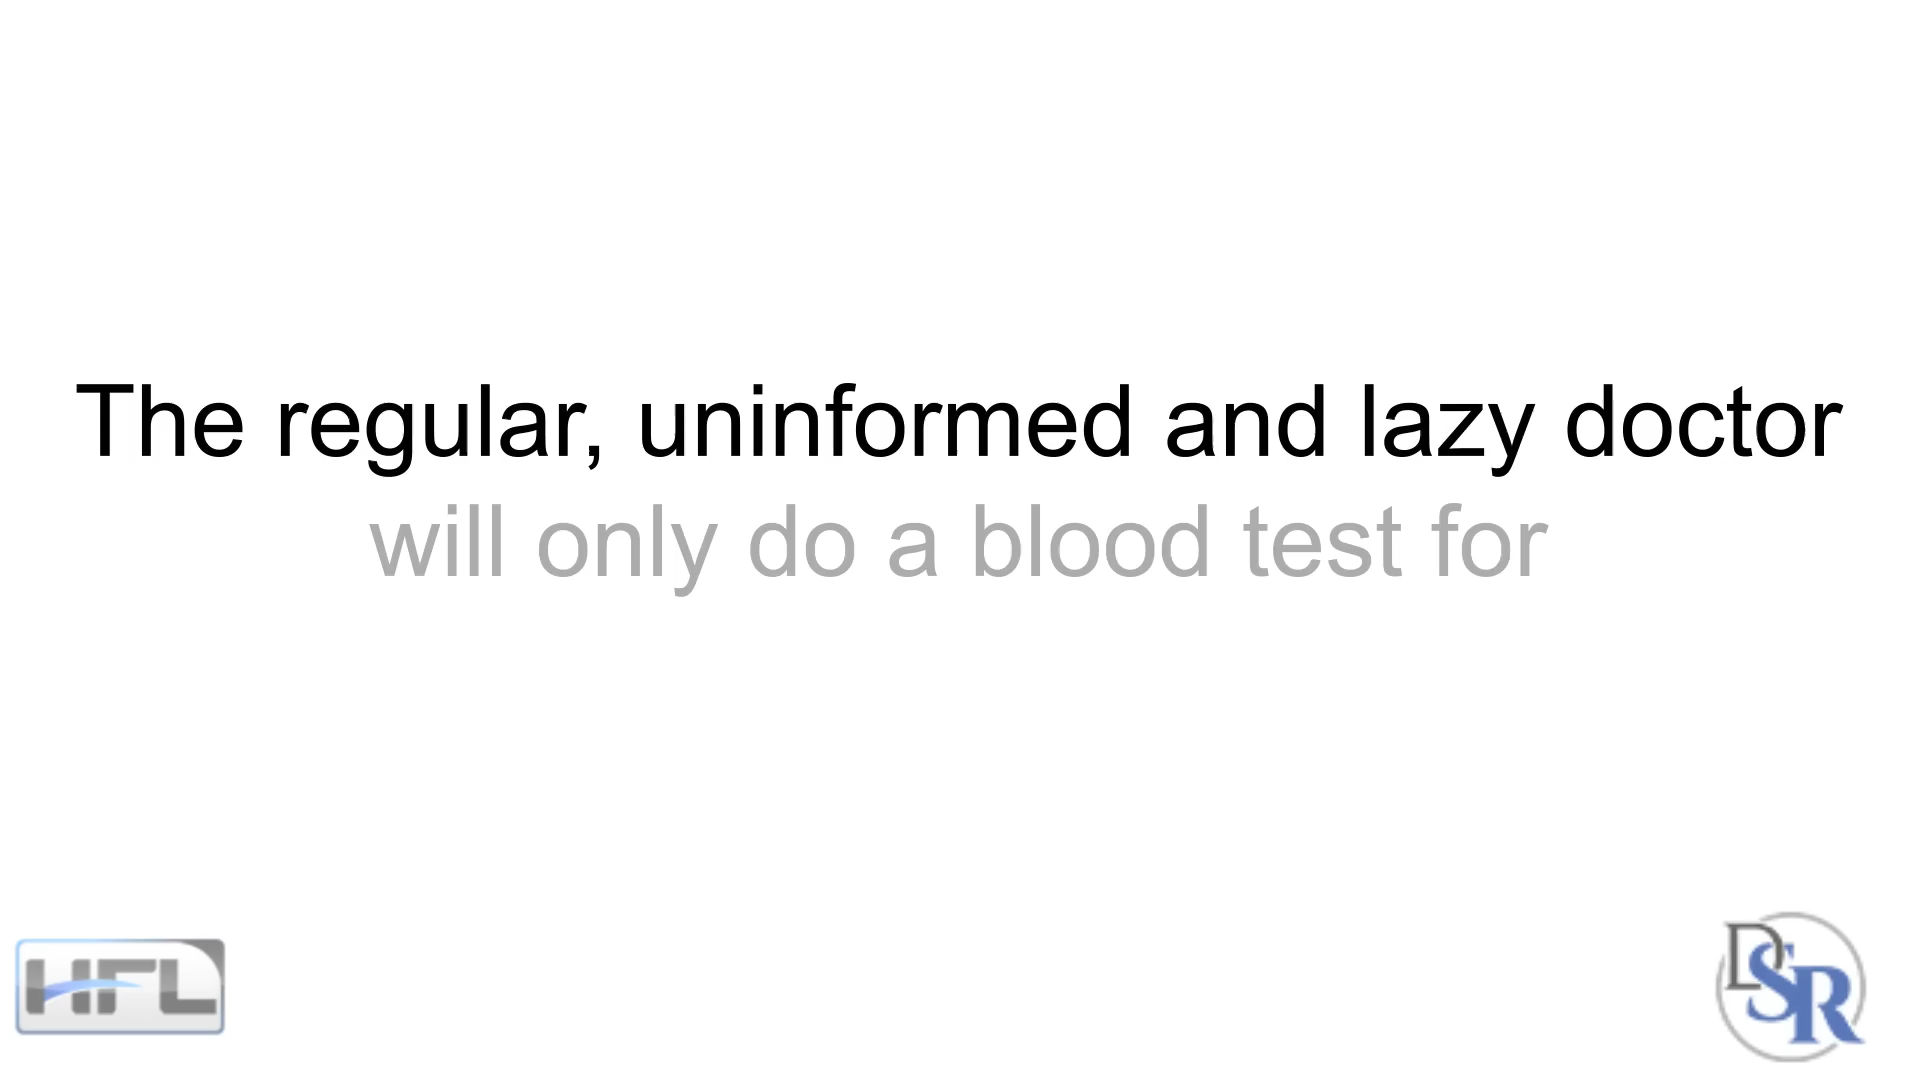 The regular, uninformed and lazy doctor
will only do a blood test for
HFL
DSR